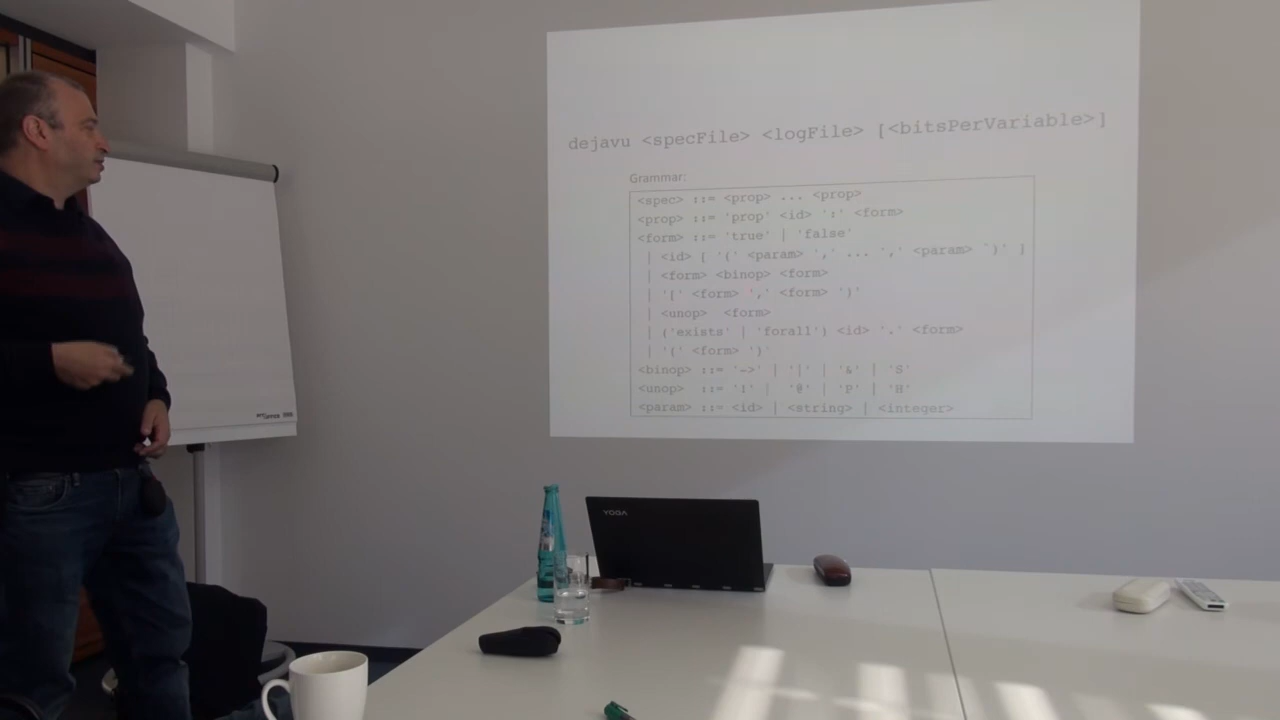 dejavu <specFile> <logFile> [<bitsPerVariable>]
Grammar:
<spec> ::= <prop> ... <prop>
<prop> ::= 'prop' <id> ':' <form>
<form> ::= 'true' | 'false'
| <id> [ '(' <param> ',' ... ',' <param> ')' ]
| <form> <binop> <form>
| '[' <form> ',' <form> ')'
| <unop> <form>
| ('exists' | 'forall') <id> '.' <form>
| '(' <form> ')'
<binop> ::= '->' | '|' | '&' | 'S'
<unop> ::= '!' | '@' | 'P' | 'H'
<param> ::= <id> | <string> | <integer>
YOGA